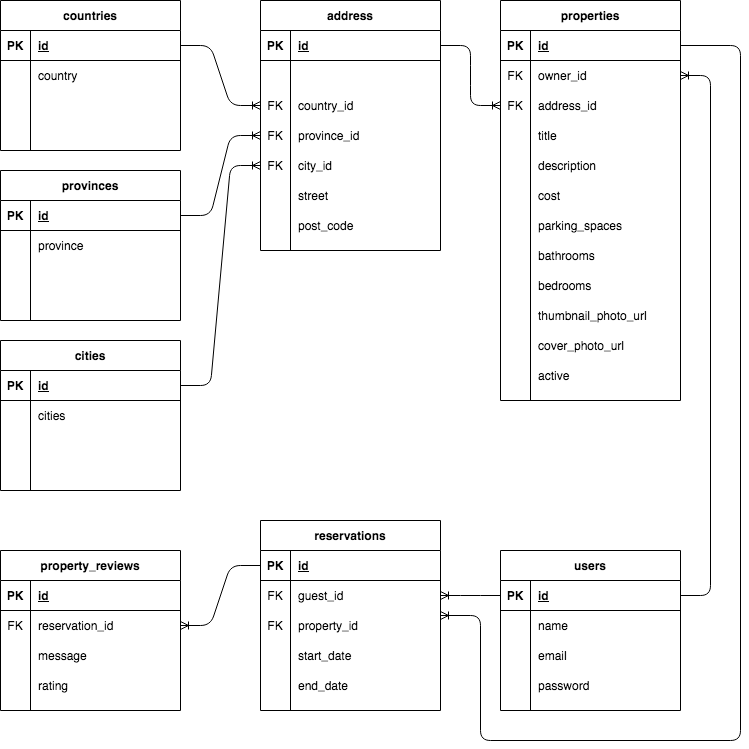 countries
PK id
country
provinces
PK id
province
cities
PK id
cities
address
PK id
FK country_id
FK province_id
FK city_id
street
post_code
properties
PK id
FK owner_id
FK address_id
title
description
cost
parking_spaces
bathrooms
bedrooms
thumbnail_photo_url
cover_photo_url
active
property_reviews
PK id
FK reservation_id
message
rating
reservations
PK id
FK guest_id
FK property_id
start_date
end_date
users
PK id
name
email
password